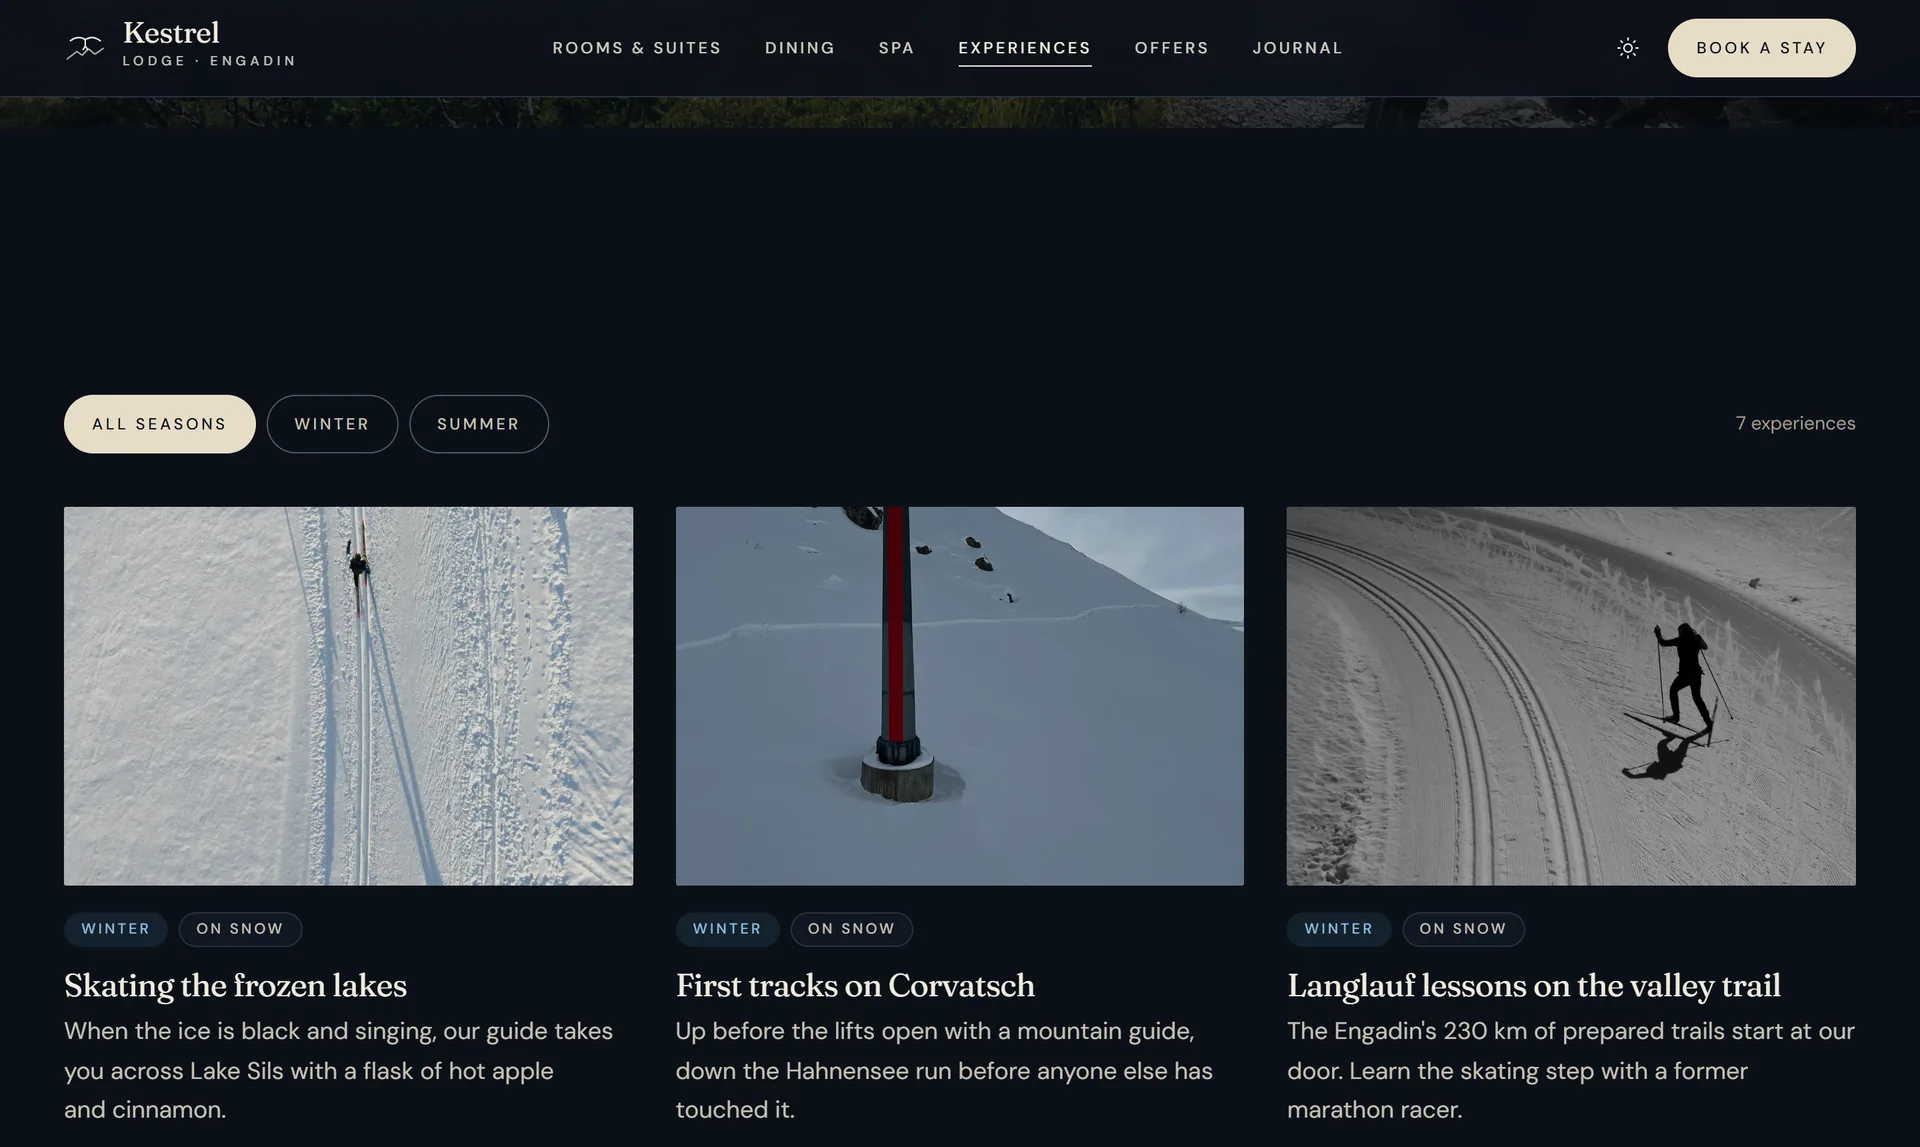 Kestrel
LODGE · ENGADIN
ROOMS & SUITES
DINING
SPA
EXPERIENCES
OFFERS
JOURNAL
BOOK A STAY
ALL SEASONS
WINTER
SUMMER
7 experiences
WINTER
ON SNOW
Skating the frozen lakes
When the ice is black and singing, our guide takes
you across Lake Sils with a flask of hot apple
and cinnamon.
WINTER
ON SNOW
First tracks on Corvatsch
Up before the lifts open with a mountain guide,
down the Hahnensee run before anyone else has
touched it.
WINTER
ON SNOW
Langlauf lessons on the valley trail
The Engadin's 230 km of prepared trails start at our
door. Learn the skating step with a former
marathon racer.